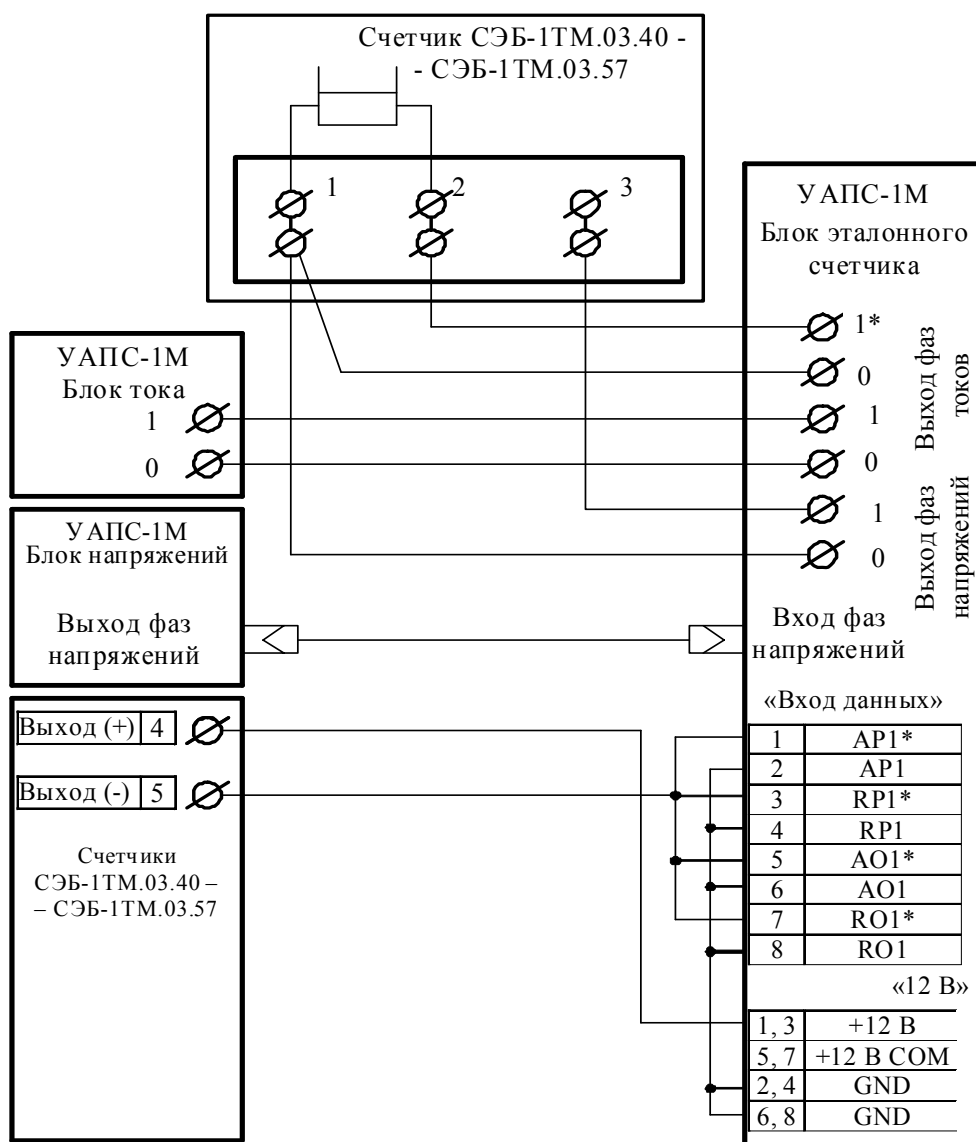 Счетчик СЭБ-1ТМ.03.40 -
- СЭБ-1ТМ.03.57
1
2
3
УАПС-1М
Блок эталонного
счетчика
1*
0
1
0
1
0
Выход фаз
токов
Выход фаз
напряжений
УАПС-1М
Блок тока
1
0
УАПС-1М
Блок напряжений
Выход фаз
напряжений
Вход фаз
напряжений
Выход (+) 4
Выход (-) 5
Счетчики
СЭБ-1ТМ.03.40 –
– СЭБ-1ТМ.03.57
«Вход данных»
1 AP1*
2 AP1
3 RP1*
4 RP1
5 AO1*
6 AO1
7 RO1*
8 RO1
«12 В»
1, 3 +12 В
5, 7 +12 В COM
2, 4 GND
6, 8 GND